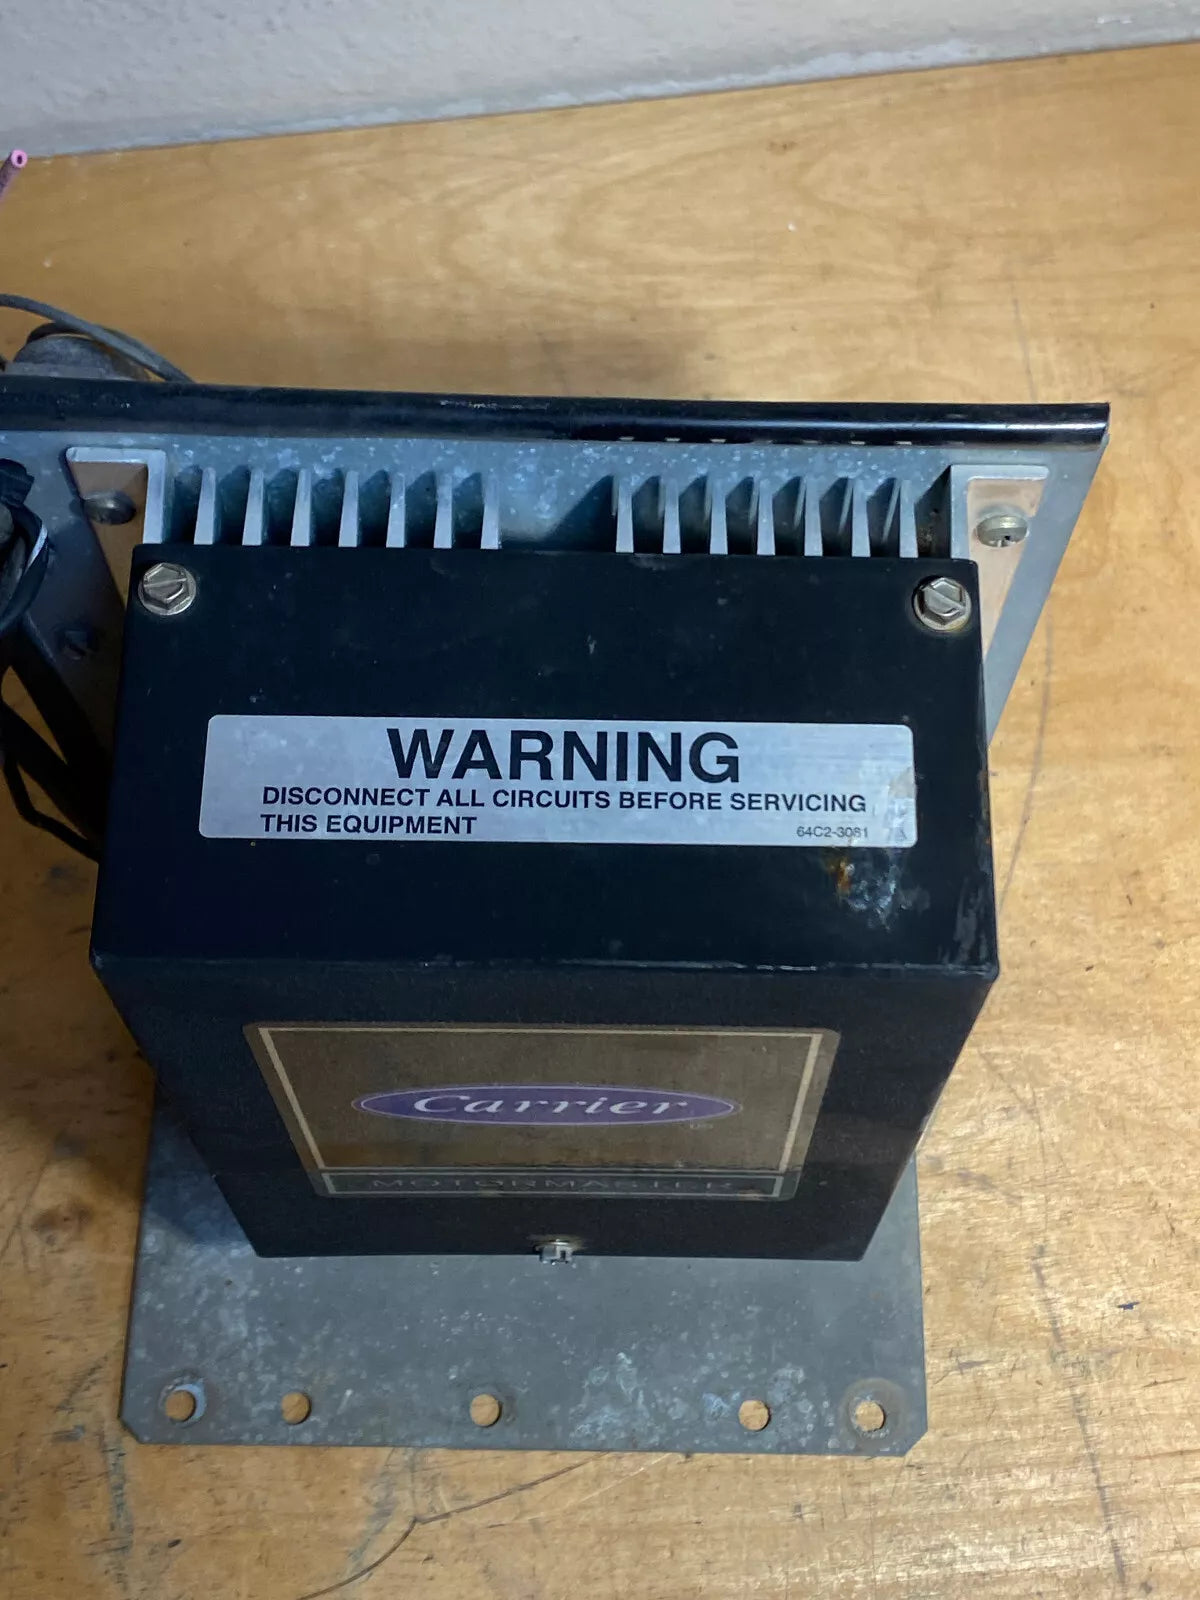 WARNING
DISCONNECT ALL CIRCUITS BEFORE SERVICING
THIS EQUIPMENT
64C2-3081
Carrier
MOTORMASTER